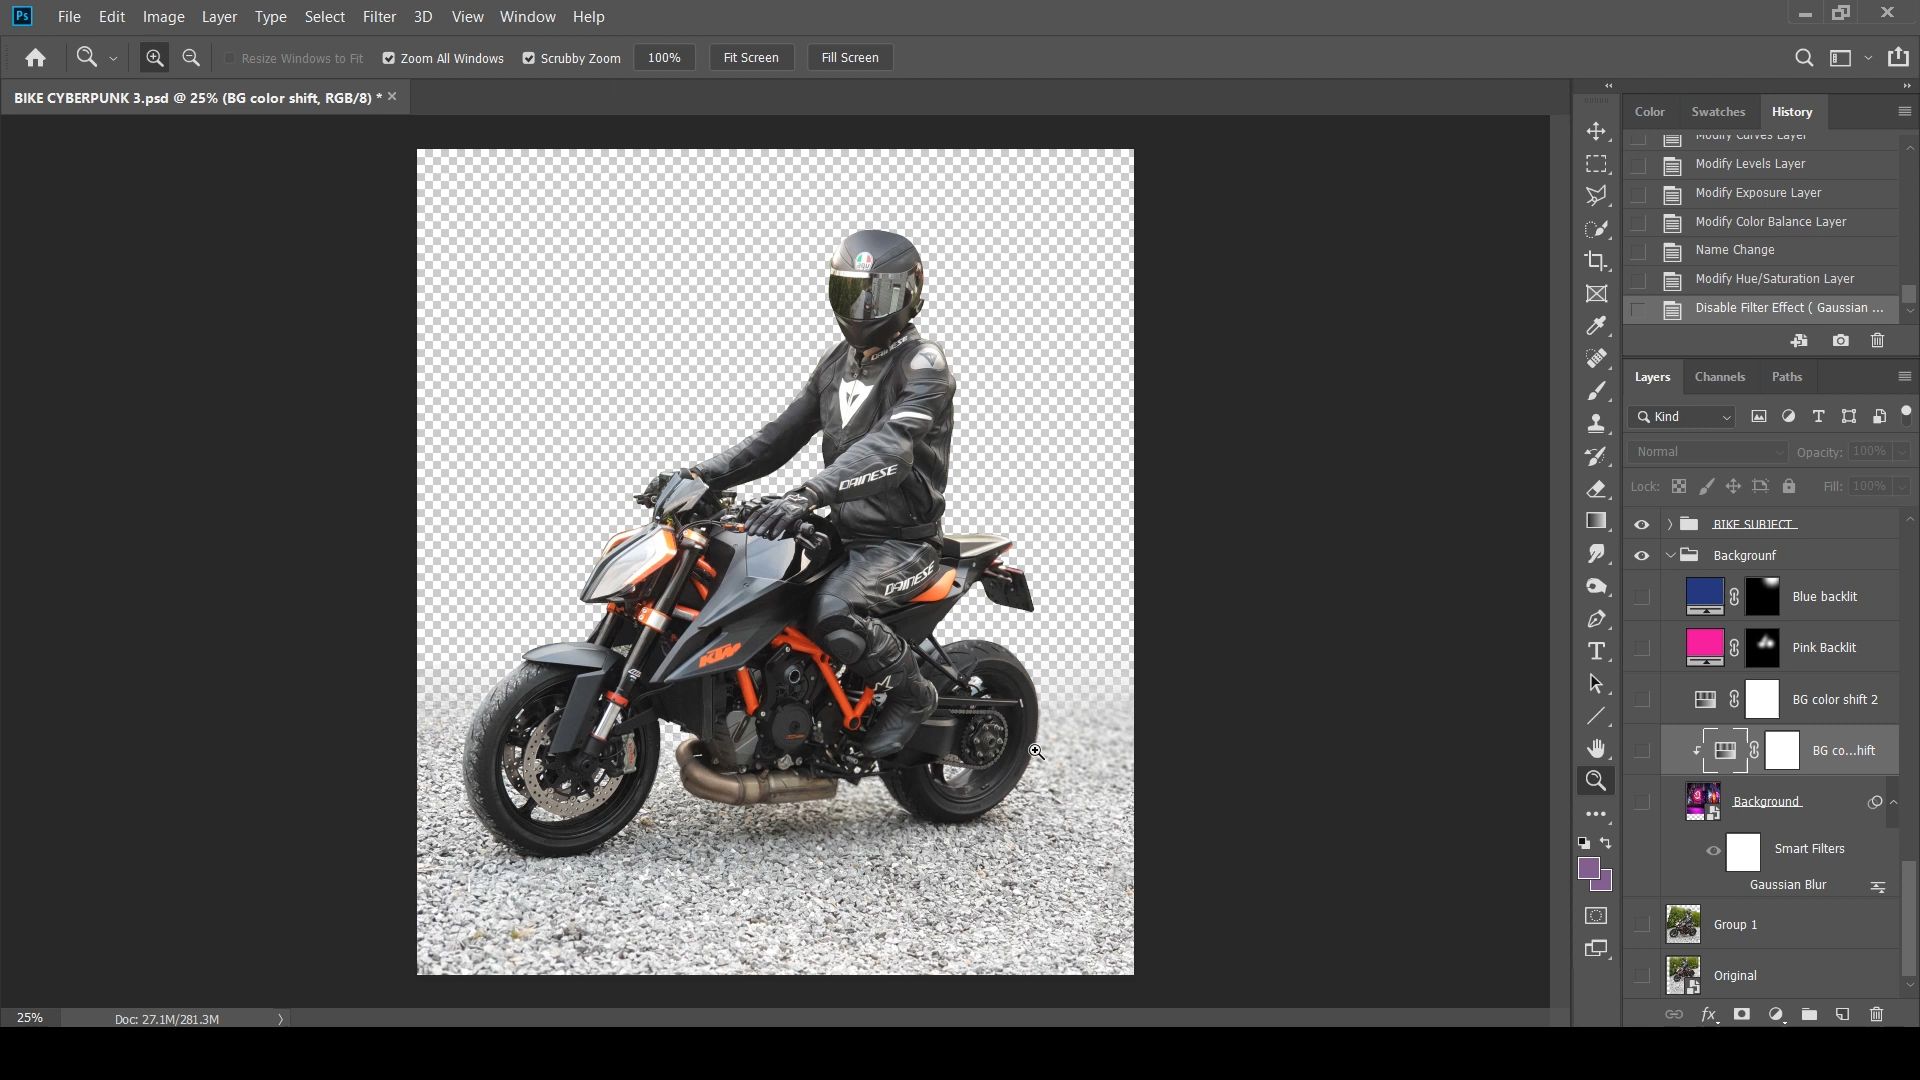 Ps File Edit Image Layer Type Select Filter 3D View Window Help
Resize Windows to Fit Zoom All Windows Scrubby Zoom 100% Fit Screen Fill Screen
BIKE CYBERPUNK 3.psd @ 25% (BG color shift, RGB/8) *
Color Swatches History
Modify Curves Layer
Modify Levels Layer
Modify Exposure Layer
Modify Color Balance Layer
Name Change
Modify Hue/Saturation Layer
Disable Filter Effect ( Gaussian ...
Layers Channels Paths
Kind
Normal Opacity: 100%
Lock: Fill: 100%
BIKE SUBJECT
Backgrounf
Blue backlit
Pink Backlit
BG color shift 2
BG co...hift
Background
Smart Filters
Gaussian Blur
Group 1
Original
DAINESE
DAINESE
DAINESE
KTM
25% Doc: 27.1M/281.3M